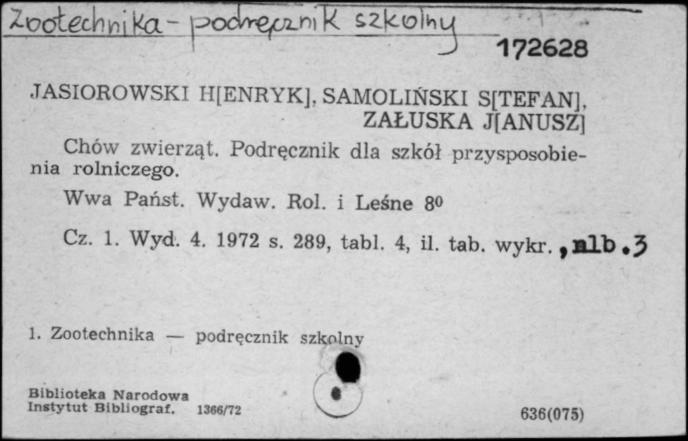 Zootechnika - podręcznik szkolny
172628
JASIOROWSKI H[ENRYK], SAMOLIŃSKI S[TEFAN],
ZAŁUSKA J[ANUSZ]
Chów zwierząt. Podręcznik dla szkół przysposobie-
nia rolniczego.
Wwa Państ. Wydaw. Rol. i Leśne 8⁰
Cz. 1. Wyd. 4. 1972 s. 289, tabl. 4, il. tab. wykr. , nlb. 3
1. Zootechnika — podręcznik szkolny
Biblioteka Narodowa
Instytut Bibliograf. 1366/72
636(075)